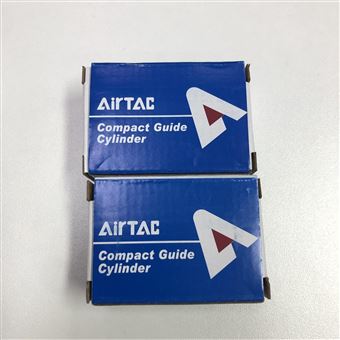 AirTAC
Compact Guide
Cylinder
AirTAC
Compact Guide
Cylinder